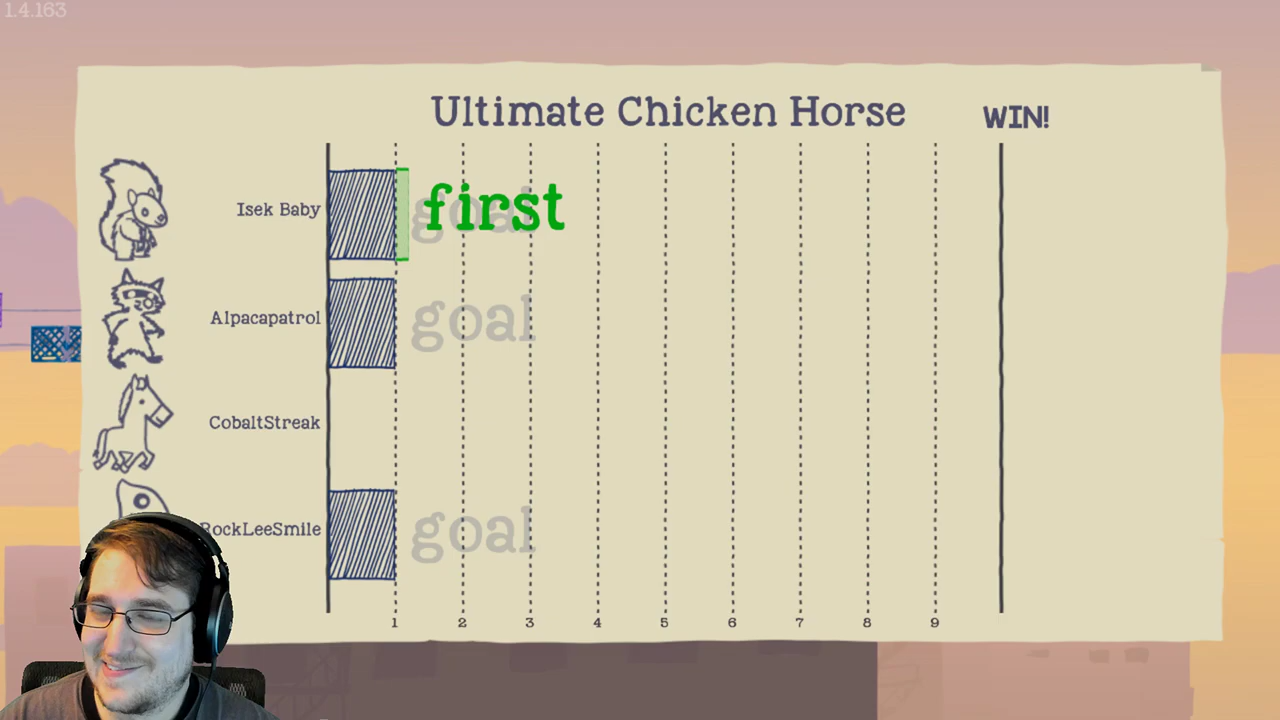 1.4.163
Ultimate Chicken Horse
WIN!
Isek Baby
first
goal
Alpacapatrol
goal
CobaltStreak
RockLeeSmile
goal
1 2 3 4 5 6 7 8 9